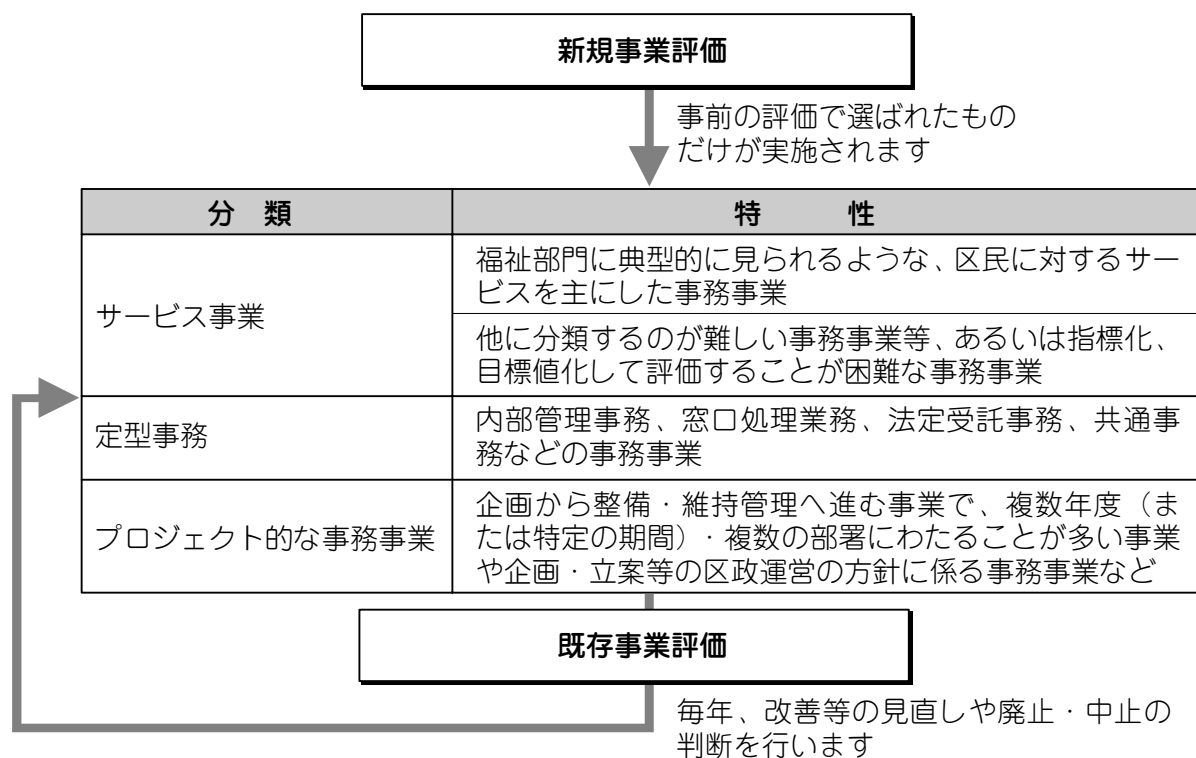 新規事業評価
事前の評価で選ばれたもの
だけが実施されます
分　類
特　　　性
サービス事業
福祉部門に典型的に見られるような、区民に対するサー
ビスを主にした事務事業
他に分類するのが難しい事務事業等、あるいは指標化、
目標値化して評価することが困難な事務事業
定型事務
内部管理事務、窓口処理業務、法定受託事務、共通事
務などの事務事業
プロジェクト的な事務事業
企画から整備・維持管理へ進む事業で、複数年度（ま
たは特定の期間）・複数の部署にわたることが多い事業
や企画・立案等の区政運営の方針に係る事務事業など
既存事業評価
毎年、改善等の見直しや廃止・中止の
判断を行います